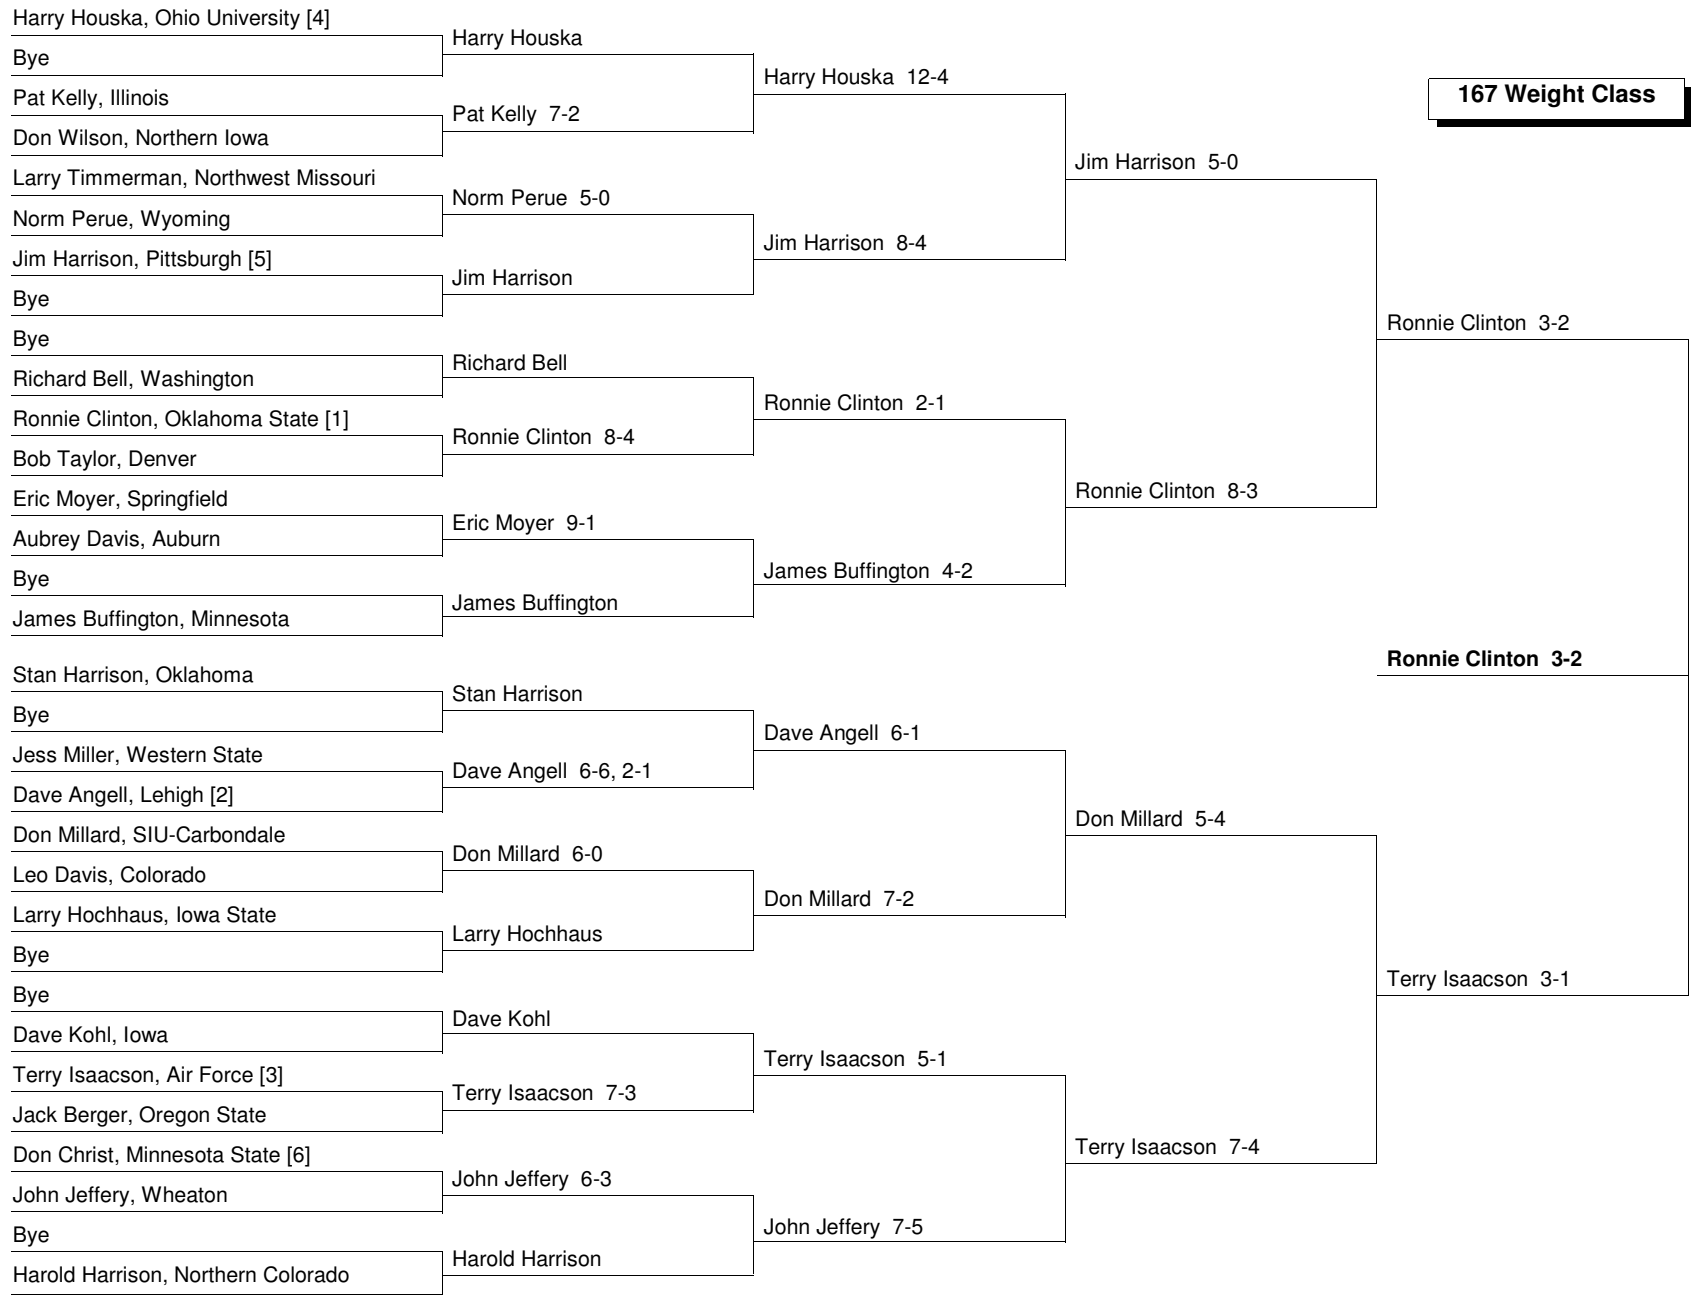 Harry Houska, Ohio University [4]
Bye
Pat Kelly, Illinois
Don Wilson, Northern Iowa
Larry Timmerman, Northwest Missouri
Norm Perue, Wyoming
Jim Harrison, Pittsburgh [5]
Bye
Bye
Richard Bell, Washington
Ronnie Clinton, Oklahoma State [1]
Bob Taylor, Denver
Eric Moyer, Springfield
Aubrey Davis, Auburn
Bye
James Buffington, Minnesota
Stan Harrison, Oklahoma
Bye
Jess Miller, Western State
Dave Angell, Lehigh [2]
Don Millard, SIU-Carbondale
Leo Davis, Colorado
Larry Hochhaus, Iowa State
Bye
Bye
Dave Kohl, Iowa
Terry Isaacson, Air Force [3]
Jack Berger, Oregon State
Don Christ, Minnesota State [6]
John Jeffery, Wheaton
Bye
Harold Harrison, Northern Colorado
Harry Houska
Pat Kelly 7-2
Norm Perue 5-0
Jim Harrison
Richard Bell
Ronnie Clinton 8-4
Eric Moyer 9-1
James Buffington
Stan Harrison
Dave Angell 6-6, 2-1
Don Millard 6-0
Larry Hochhaus
Dave Kohl
Terry Isaacson 7-3
John Jeffery 6-3
Harold Harrison
Harry Houska 12-4
Jim Harrison 8-4
Ronnie Clinton 2-1
James Buffington 4-2
Dave Angell 6-1
Don Millard 7-2
Terry Isaacson 5-1
John Jeffery 7-5
Jim Harrison 5-0
Ronnie Clinton 8-3
Don Millard 5-4
Terry Isaacson 7-4
167 Weight Class
Ronnie Clinton 3-2
Ronnie Clinton 3-2
Terry Isaacson 3-1